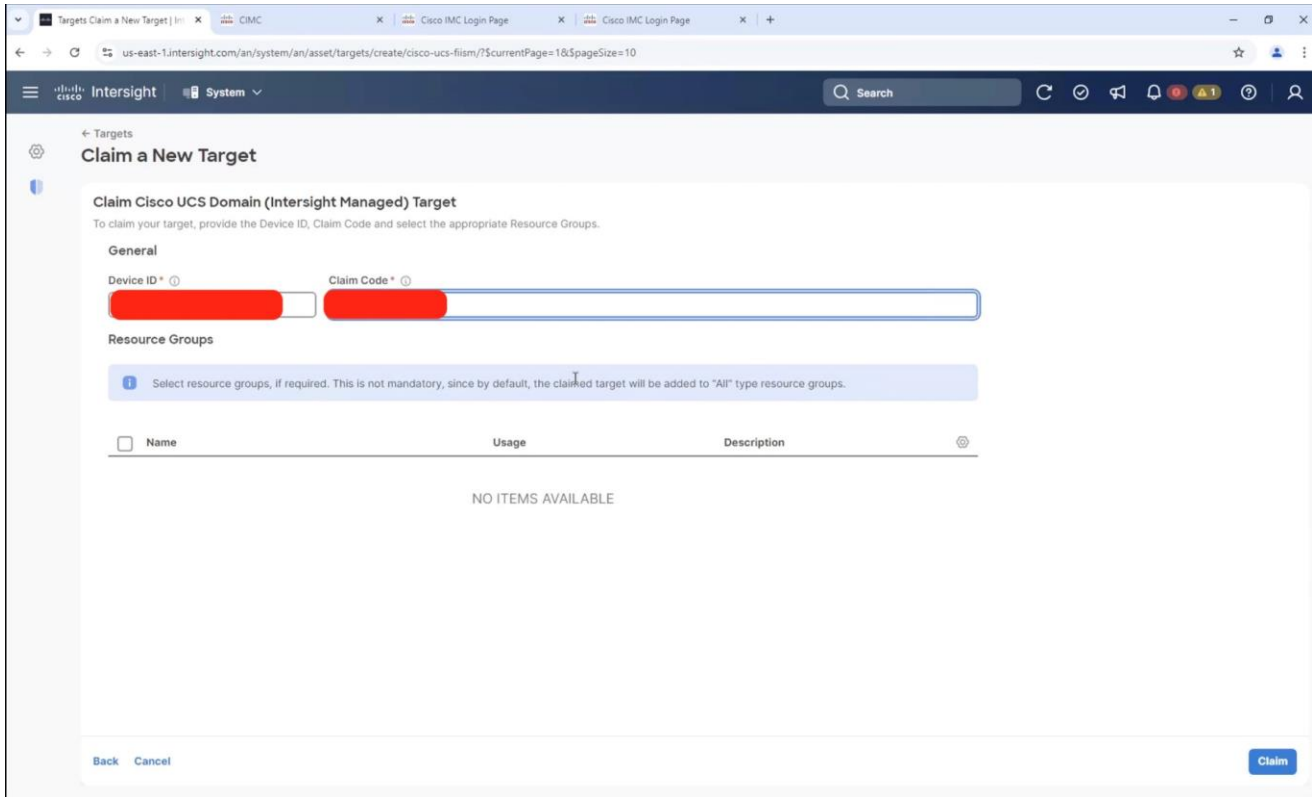 Targets Claim a New Target | In
CIMC
Cisco IMC Login Page
Cisco IMC Login Page
us-east-1.intersight.com/an/system/an/asset/targets/create/cisco-ucs-fiism/?$currentPage=1&$pageSize=10
cisco Intersight System Search 0 1
← Targets
Claim a New Target
Claim Cisco UCS Domain (Intersight Managed) Target
To claim your target, provide the Device ID, Claim Code and select the appropriate Resource Groups.
General
Device ID * Claim Code *
Resource Groups
Select resource groups, if required. This is not mandatory, since by default, the claimed target will be added to "All" type resource groups.
Name Usage Description
NO ITEMS AVAILABLE
Back Cancel Claim